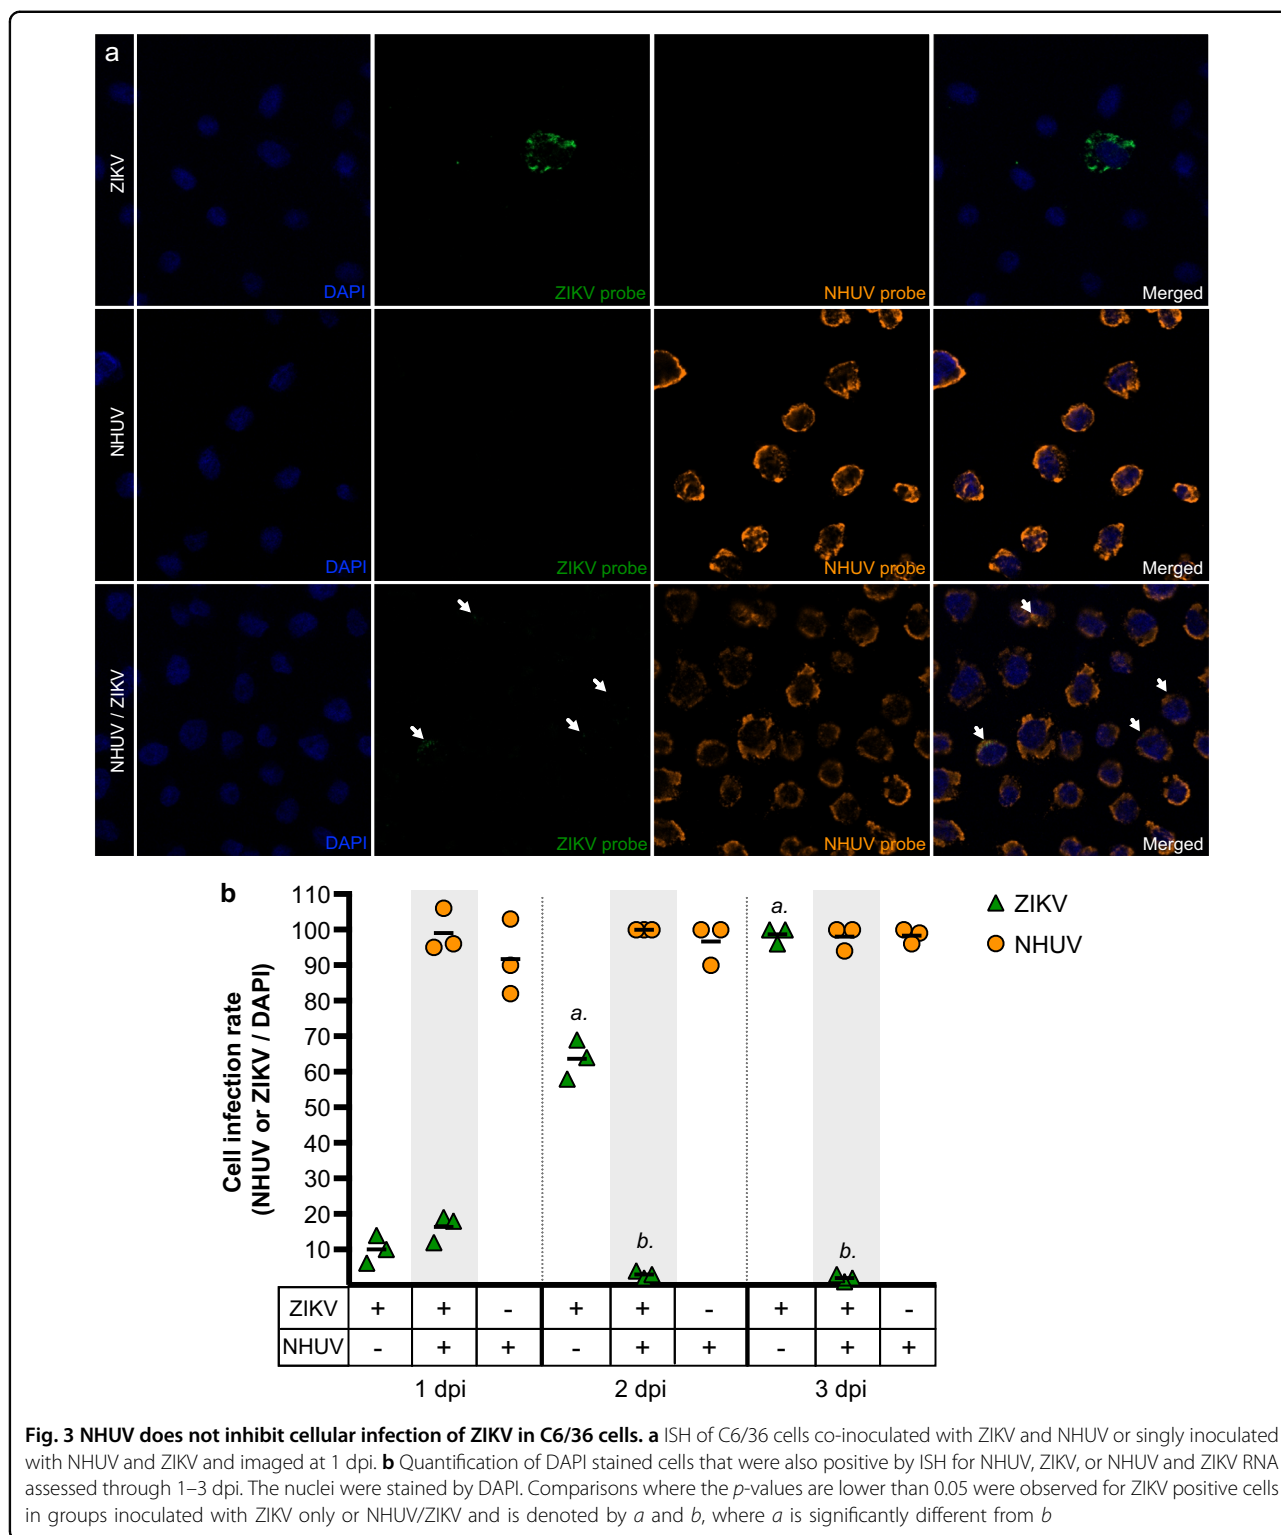 a
ZIKV
DAPI
ZIKV probe
NHUV probe
Merged
NHUV
DAPI
ZIKV probe
NHUV probe
Merged
NHUV / ZIKV
DAPI
ZIKV probe
NHUV probe
Merged
b
Cell infection rate
(NHUV or ZIKV / DAPI)
110
100
90
80
70
60
50
40
30
20
10
a.
b.
a.
b.
ZIKV
NHUV
ZIKV + + - + + - + + -
NHUV - + + - + + - + +
1 dpi 2 dpi 3 dpi
Fig. 3 NHUV does not inhibit cellular infection of ZIKV in C6/36 cells. a ISH of C6/36 cells co-inoculated with ZIKV and NHUV or singly inoculated
with NHUV and ZIKV and imaged at 1 dpi. b Quantification of DAPI stained cells that were also positive by ISH for NHUV, ZIKV, or NHUV and ZIKV RNA
assessed through 1–3 dpi. The nuclei were stained by DAPI. Comparisons where the p-values are lower than 0.05 were observed for ZIKV positive cells
in groups inoculated with ZIKV only or NHUV/ZIKV and is denoted by a and b, where a is significantly different from b